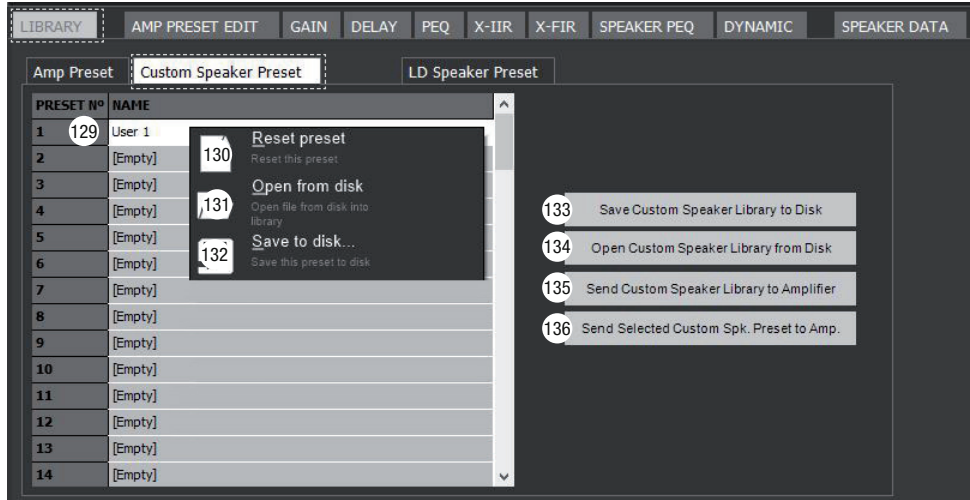 LIBRARY AMP PRESET EDIT GAIN DELAY PEQ X-IIR X-FIR SPEAKER PEQ DYNAMIC SPEAKER DATA
Amp Preset Custom Speaker Preset LD Speaker Preset
PRESET Nº NAME
1 129 User 1
2 [Empty]
3 [Empty]
4 [Empty]
5 [Empty]
6 [Empty]
7 [Empty]
8 [Empty]
9 [Empty]
10 [Empty]
11 [Empty]
12 [Empty]
13 [Empty]
14 [Empty]
130 Reset preset
Reset this preset
131 Open from disk
Open file from disk into
library
132 Save to disk...
Save this preset to disk
133 Save Custom Speaker Library to Disk
134 Open Custom Speaker Library from Disk
135 Send Custom Speaker Library to Amplifier
136 Send Selected Custom Spk. Preset to Amp.